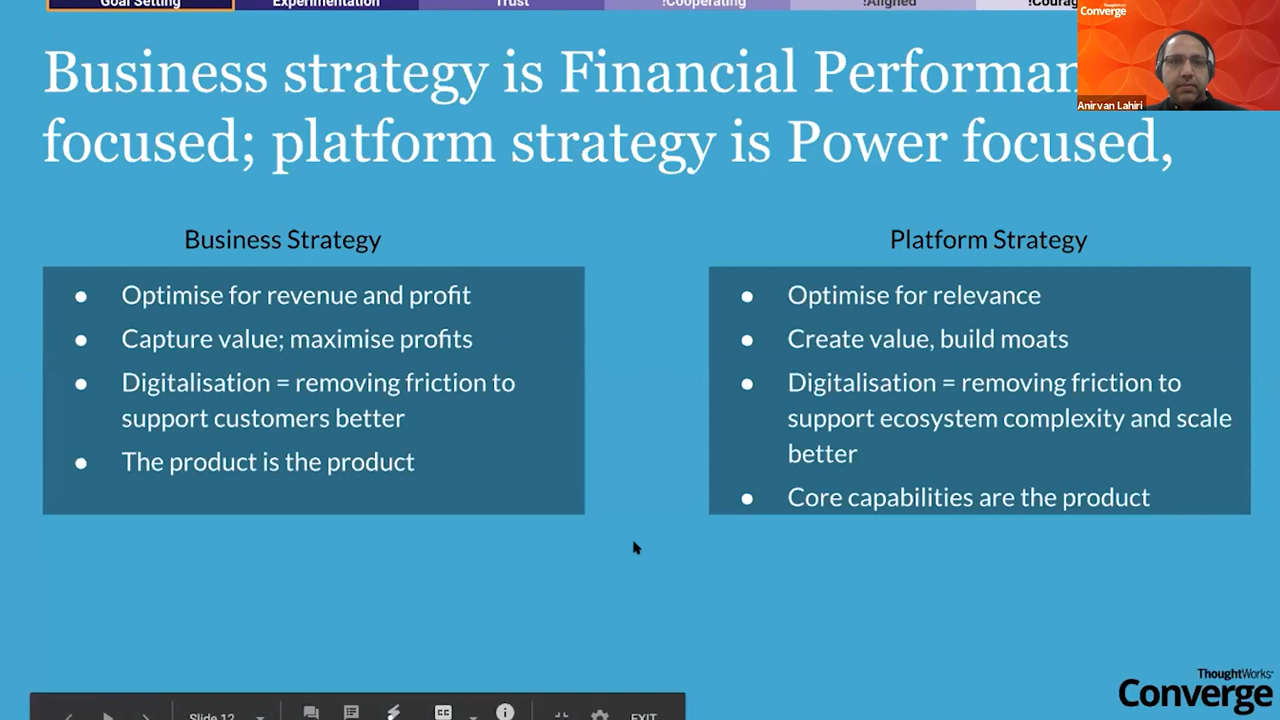 Goal Setting
Experimentation
Trust
!Cooperating
!Aligned
!Courag
ThoughtWorks
Converge
Anirvan Lahiri
Business strategy is Financial Performan
focused; platform strategy is Power focused,
Business Strategy
Platform Strategy
● Optimise for revenue and profit
● Capture value; maximise profits
● Digitalisation = removing friction to
support customers better
● The product is the product
● Optimise for relevance
● Create value, build moats
● Digitalisation = removing friction to
support ecosystem complexity and scale
better
● Core capabilities are the product
ThoughtWorks
Converge
Slide 12
CC
EXIT